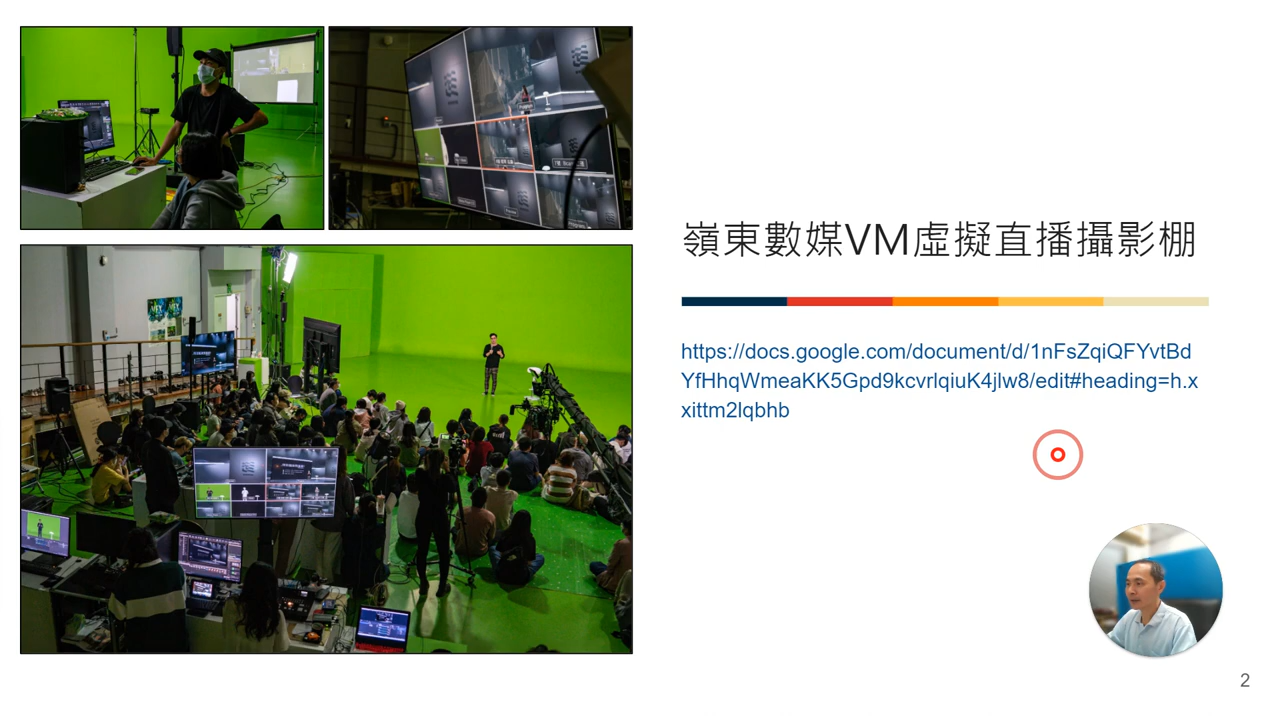 嶺東數媒VM虛擬直播攝影棚
https://docs.google.com/document/d/1nFsZqiQFYvtBd
YfHhqWmeaKK5Gpd9kcvrlqiuK4jlw8/edit#heading=h.x
xittm2lqbhb
2